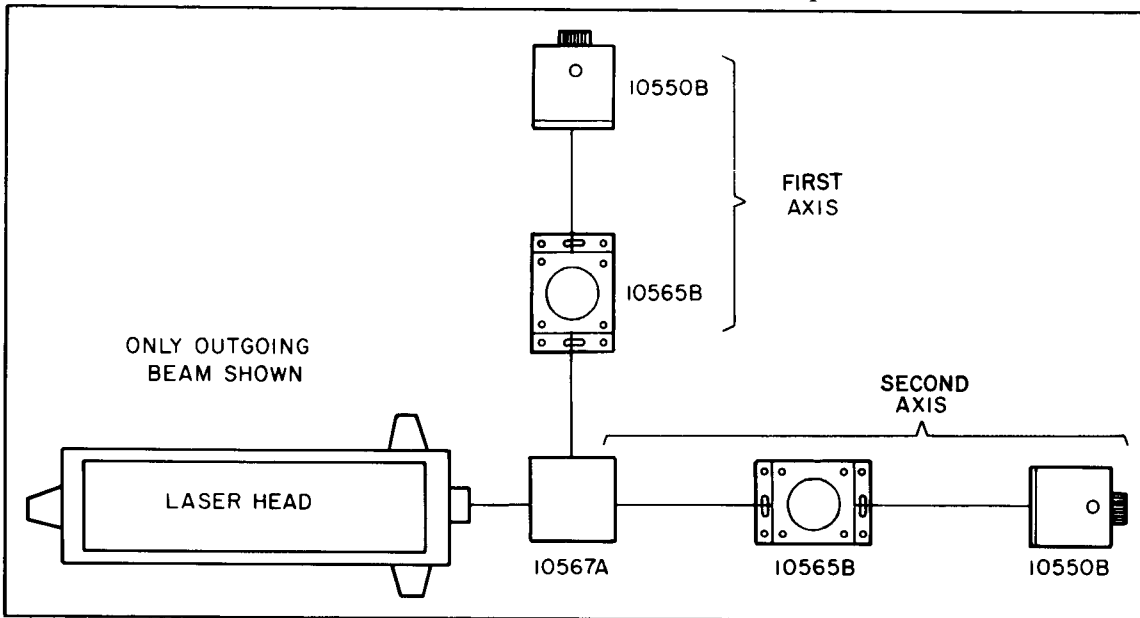 10550B
FIRST
AXIS
10565B
ONLY OUTGOING
BEAM SHOWN
SECOND
AXIS
LASER HEAD
10567A
10565B
10550B